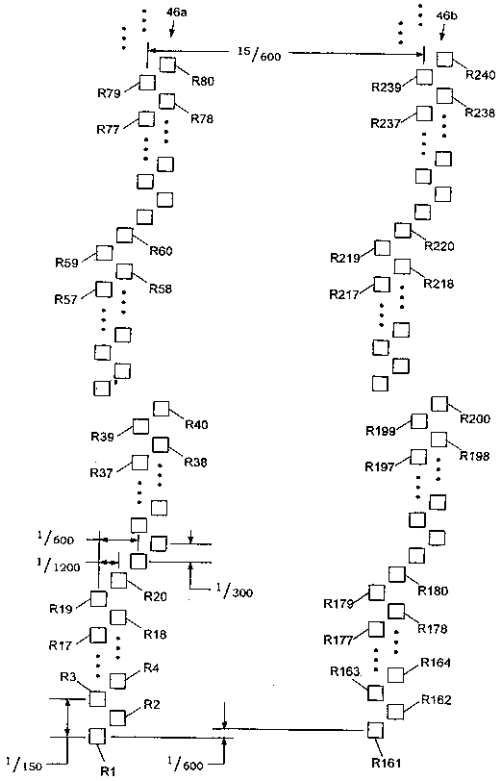 46a 46b
15/600
R80 R240
R79 R239
R78 R238
R77 R237
R60 R220
R59 R219
R58 R218
R57 R217
R40 R200
R39 R199
R38 R198
R37 R197
1/600
1/1200
R20 1/300 R180
R19 R179
R18 R178
R17 R177
R4 R164
R3 R163
R2 R162
1/150 R1 1/600 R161